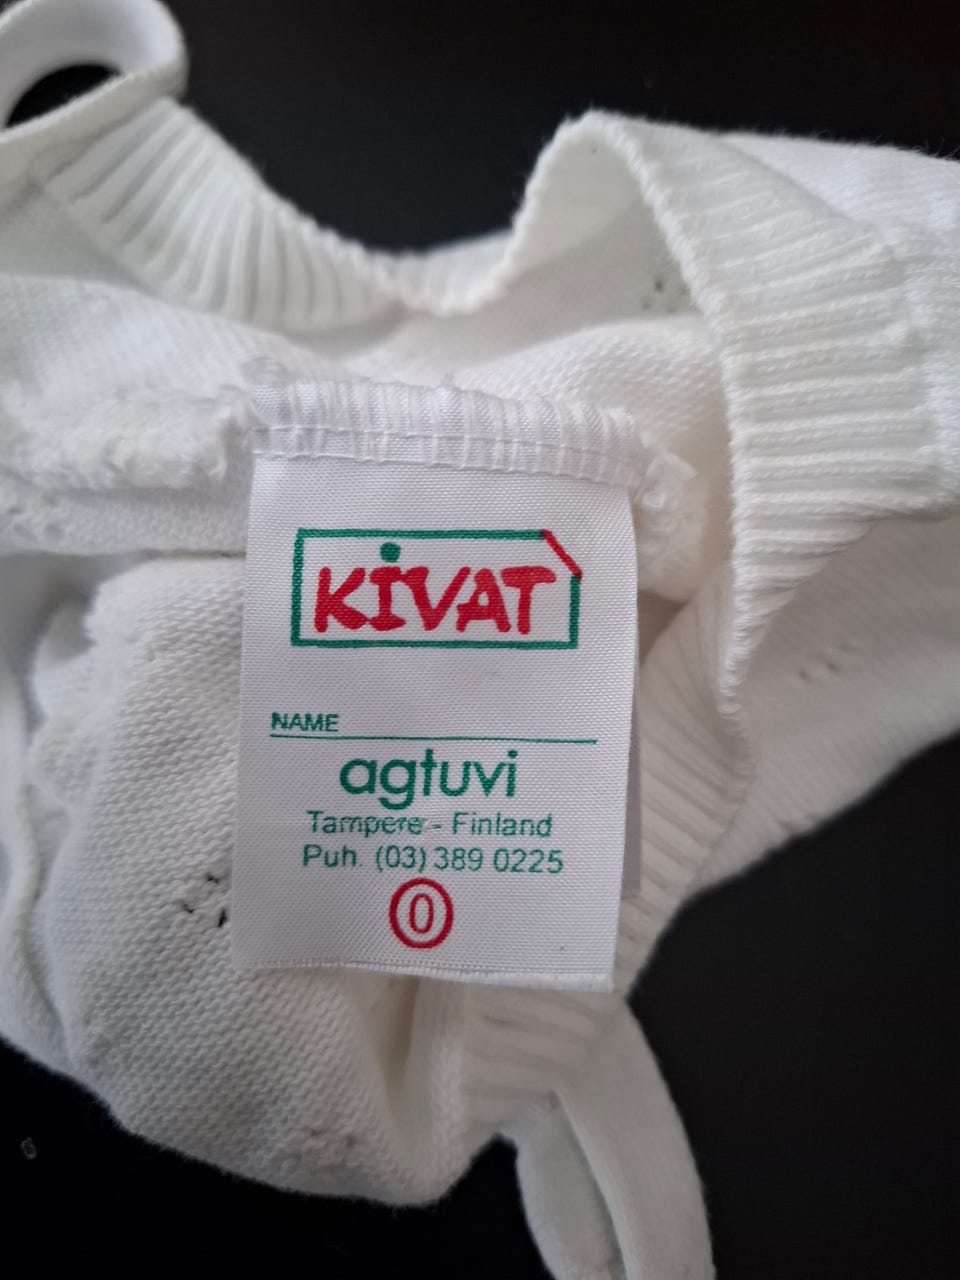 KiVAT
NAME
agtuvi
Tampere - Finland
Puh. (03) 389 0225
0